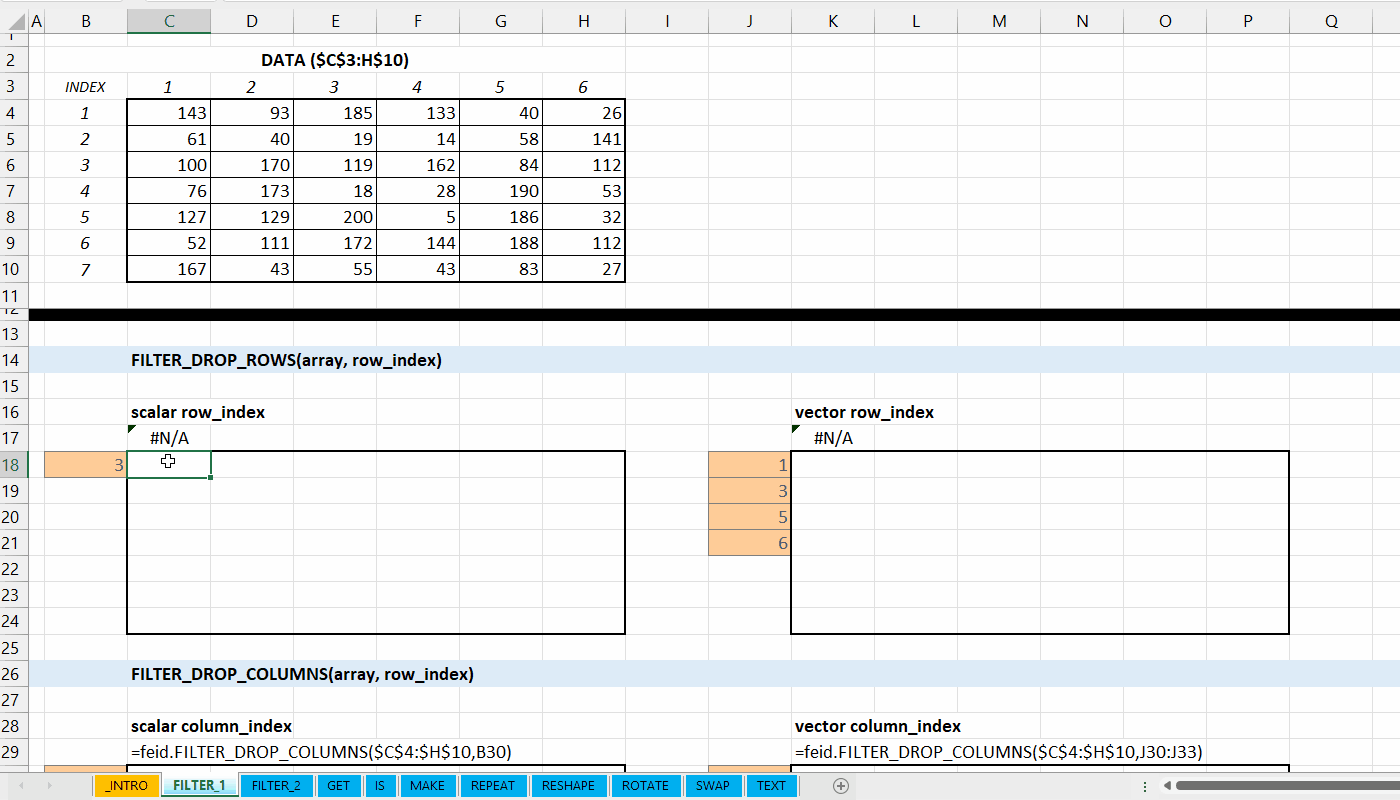 A B C D E F G H I J K L M N O P Q
1
2 DATA ($C$3:H$10)
3 INDEX 1 2 3 4 5 6
4 1 143 93 185 133 40 26
5 2 61 40 19 14 58 141
6 3 100 170 119 162 84 112
7 4 76 173 18 28 190 53
8 5 127 129 200 5 186 32
9 6 52 111 172 144 188 112
10 7 167 43 55 43 83 27
11
12
13
14 FILTER_DROP_ROWS(array, row_index)
15
16 scalar row_index vector row_index
17 #N/A #N/A
18 3 1
19 3
20 5
21 6
22
23
24
25
26 FILTER_DROP_COLUMNS(array, row_index)
27
28 scalar column_index vector column_index
29 =feid.FILTER_DROP_COLUMNS($C$4:$H$10,B30) =feid.FILTER_DROP_COLUMNS($C$4:$H$10,J30:J33)
_INTRO FILTER_1 FILTER_2 GET IS MAKE REPEAT RESHAPE ROTATE SWAP TEXT